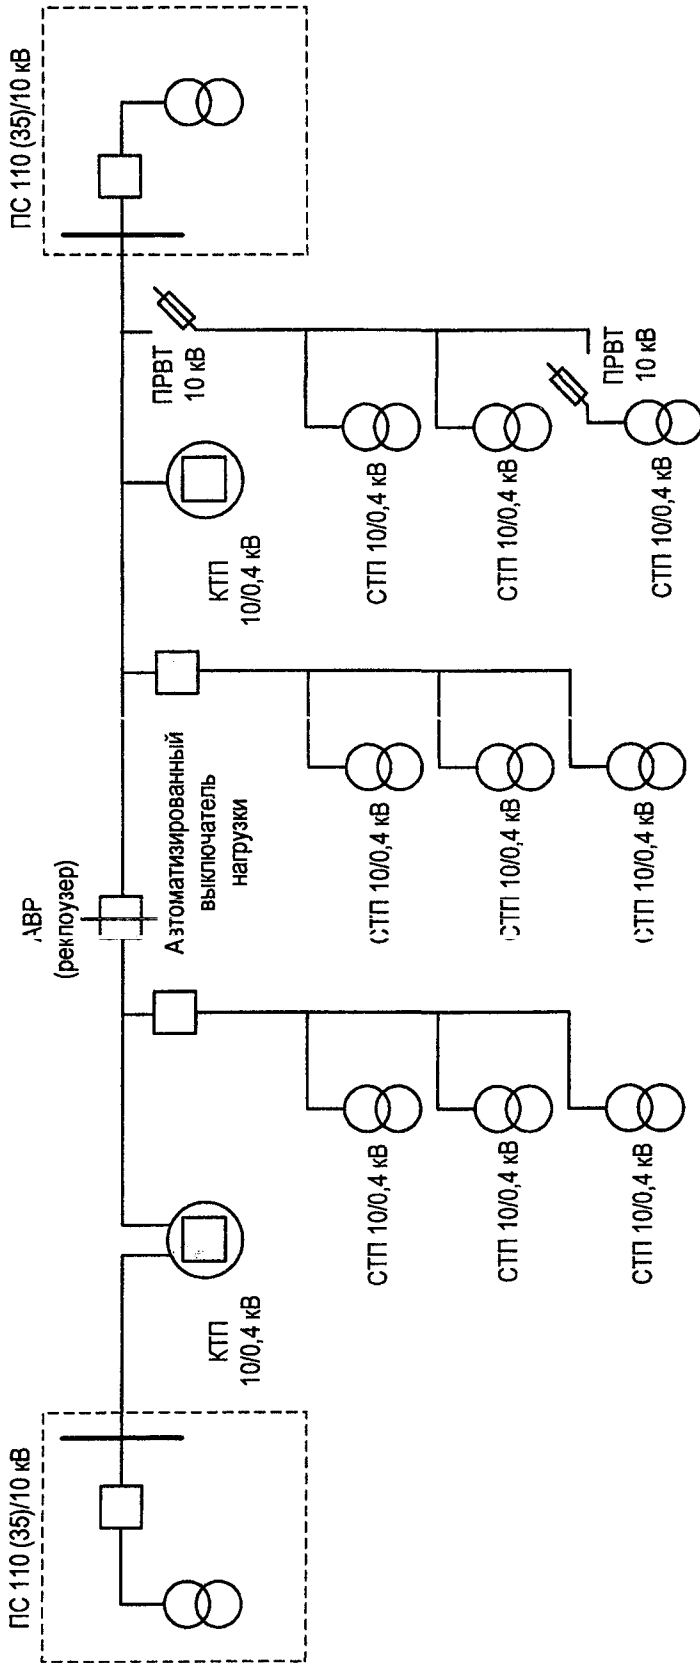 ПС 110 (35)/10 кВ
КТП
10/0,4 кВ
СТП 10/0,4 кВ
СТП 10/0,4 кВ
СТП 10/0,4 кВ
АВР
(реклоузер)
Автоматизированный
выключатель
нагрузки
СТП 10/0,4 кВ
СТП 10/0,4 кВ
СТП 10/0,4 кВ
КТП
10/0,4 кВ
ПРВТ
10 кВ
СТП 10/0,4 кВ
СТП 10/0,4 кВ
ПРВТ
10 кВ
СТП 10/0,4 кВ
ПС 110 (35)/10 кВ